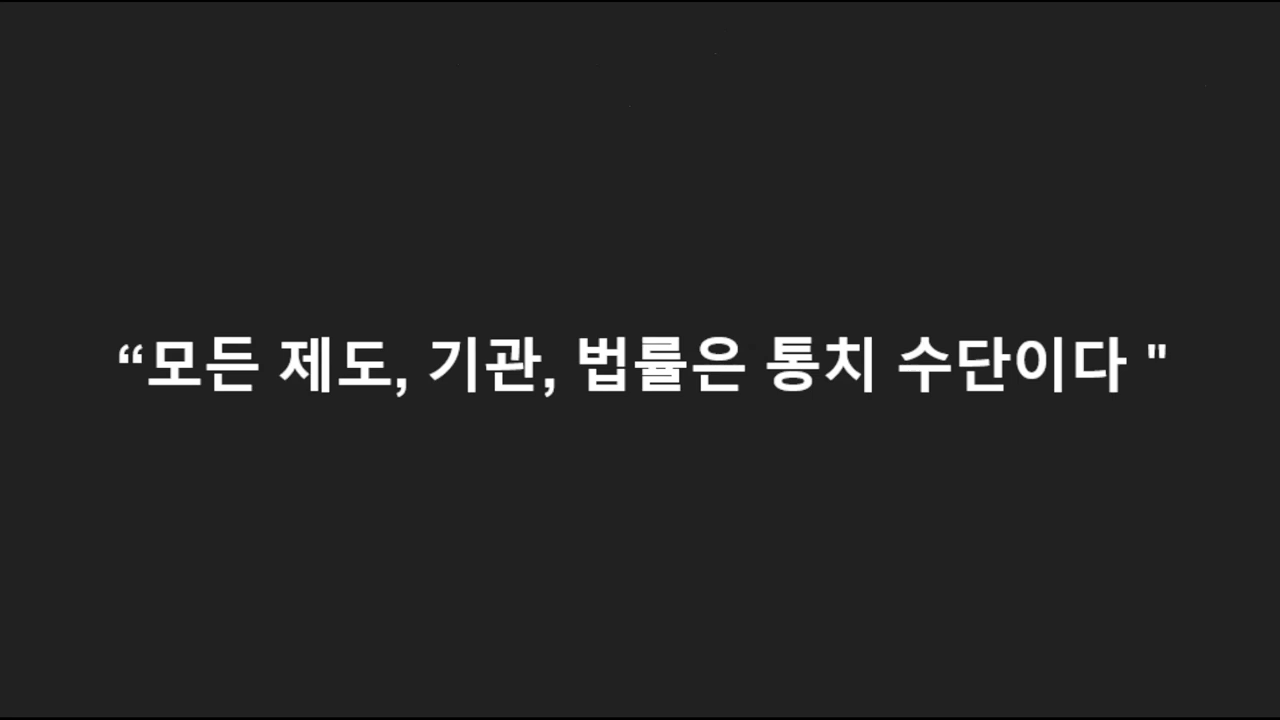 “모든 제도, 기관, 법률은 통치 수단이다 "